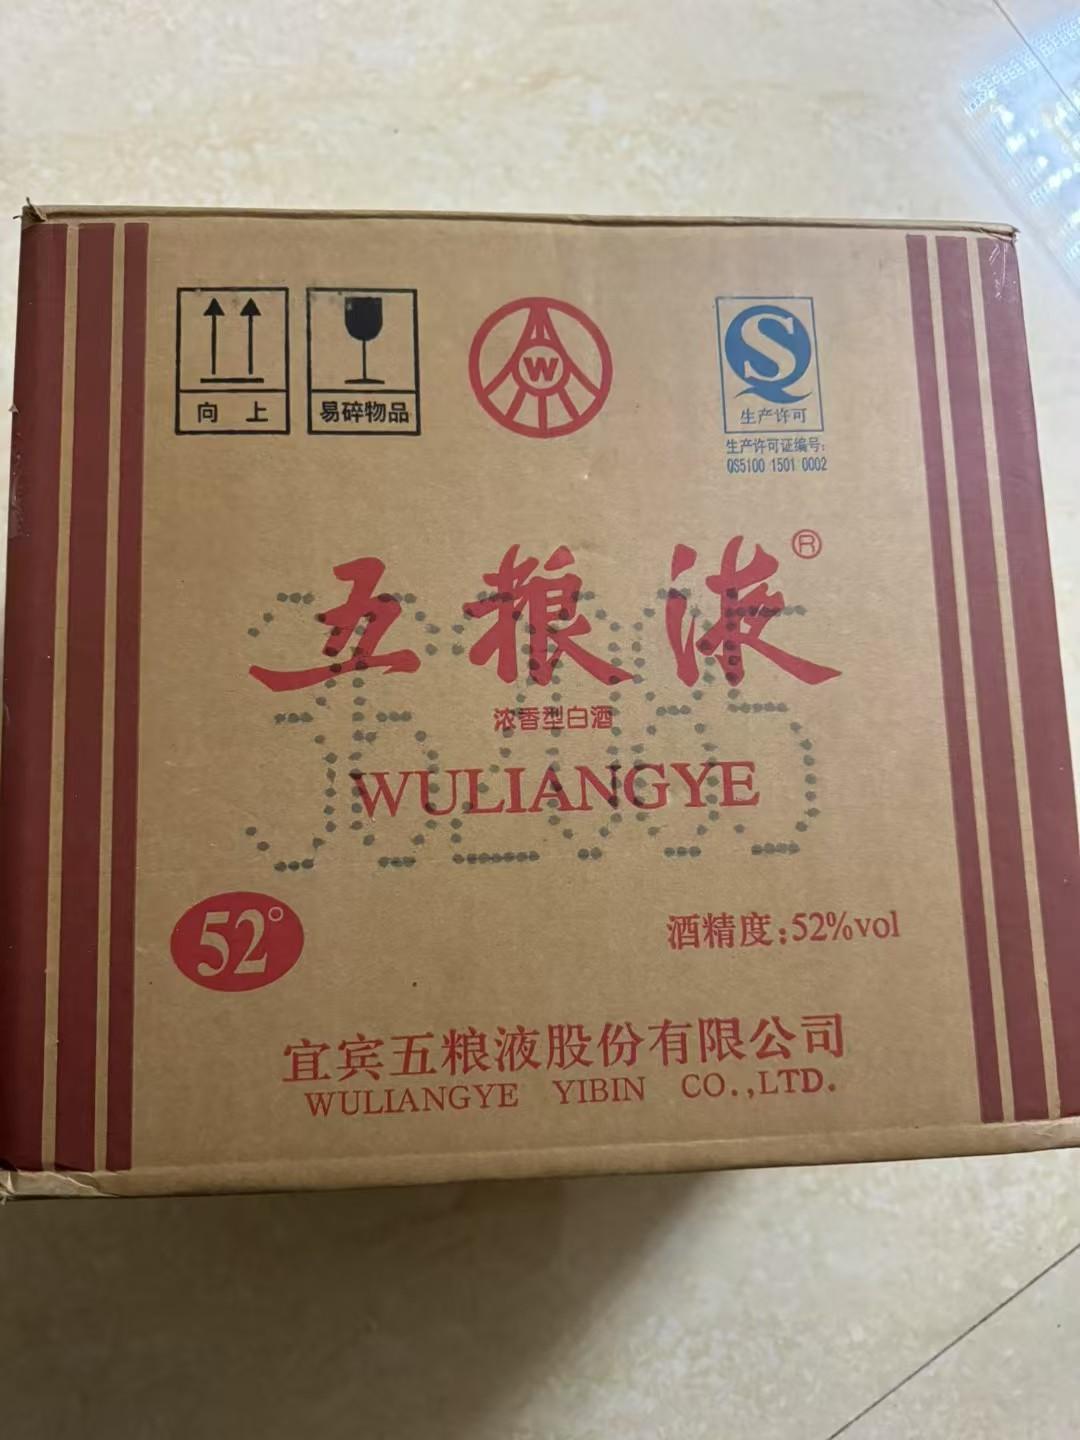 向 上
易碎物品
W
QS
生产许可
生产许可证编号:
QS5100 1501 0002
五粮液®
浓香型白酒
WULIANGYE
52°
酒精度:52%vol
宜宾五粮液股份有限公司
WULIANGYE YIBIN CO.,LTD.